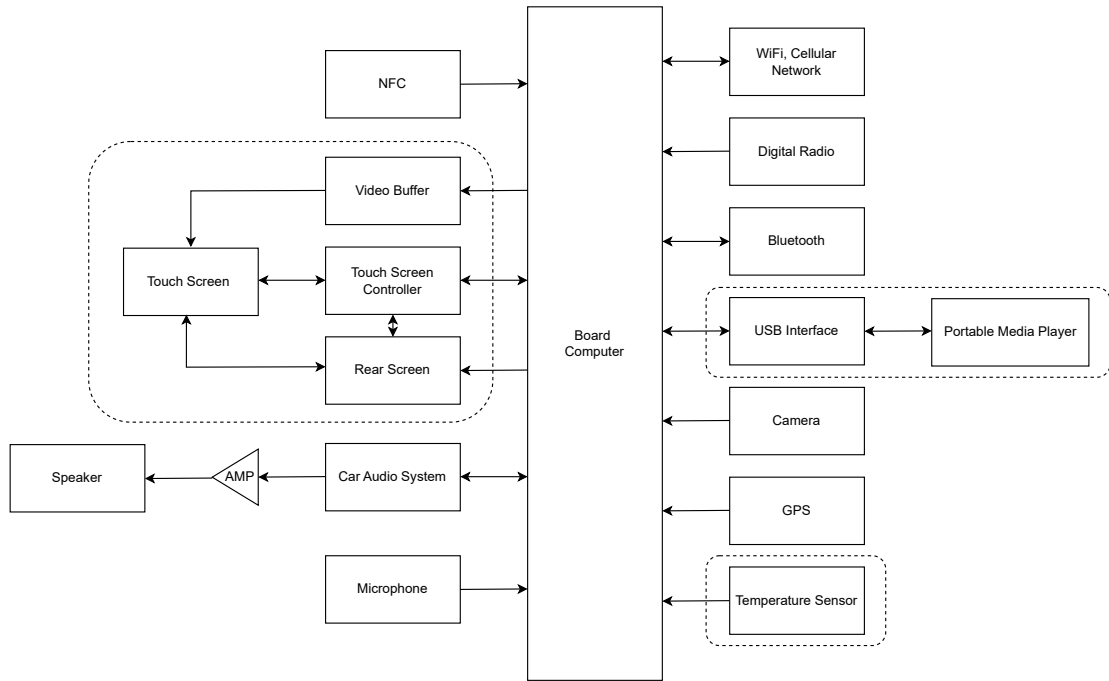 NFC
Video Buffer
Touch Screen
Touch Screen
Controller
Rear Screen
Speaker
AMP
Car Audio System
Microphone
Board
Computer
WiFi, Cellular
Network
Digital Radio
Bluetooth
USB Interface
Portable Media Player
Camera
GPS
Temperature Sensor